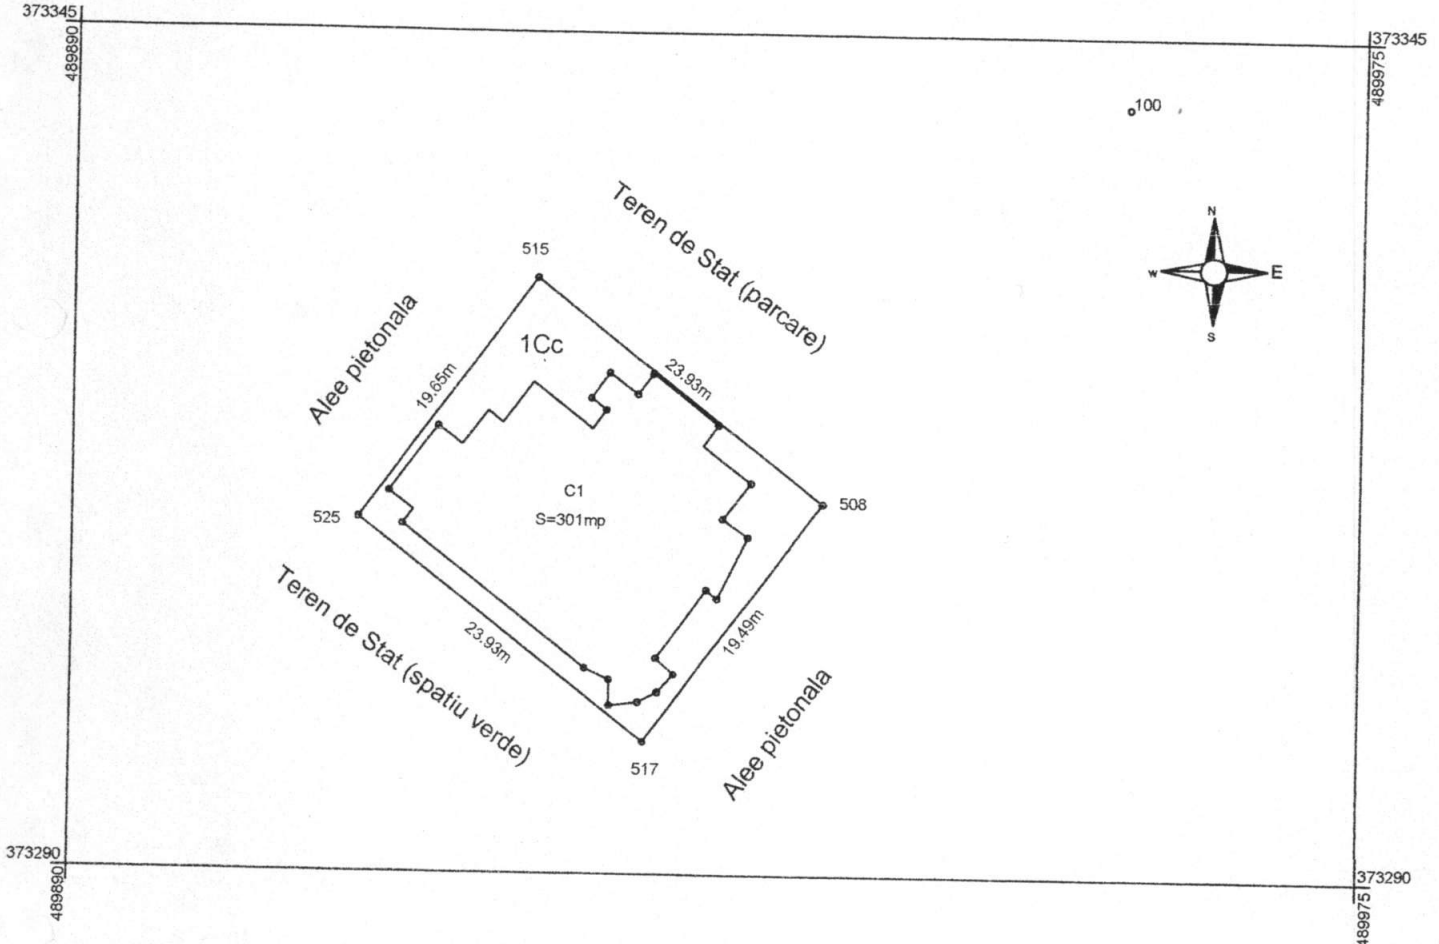 373345
489890
373345
489975
100
N
W
E
S
Teren de Stat (parcare)
515
Alee pietonala
1Cc
19.65m
23.93m
C1
S=301mp
525
508
Teren de Stat (spatiu verde)
23.93m
19.49m
Alee pietonala
517
373290
489890
373290
489975